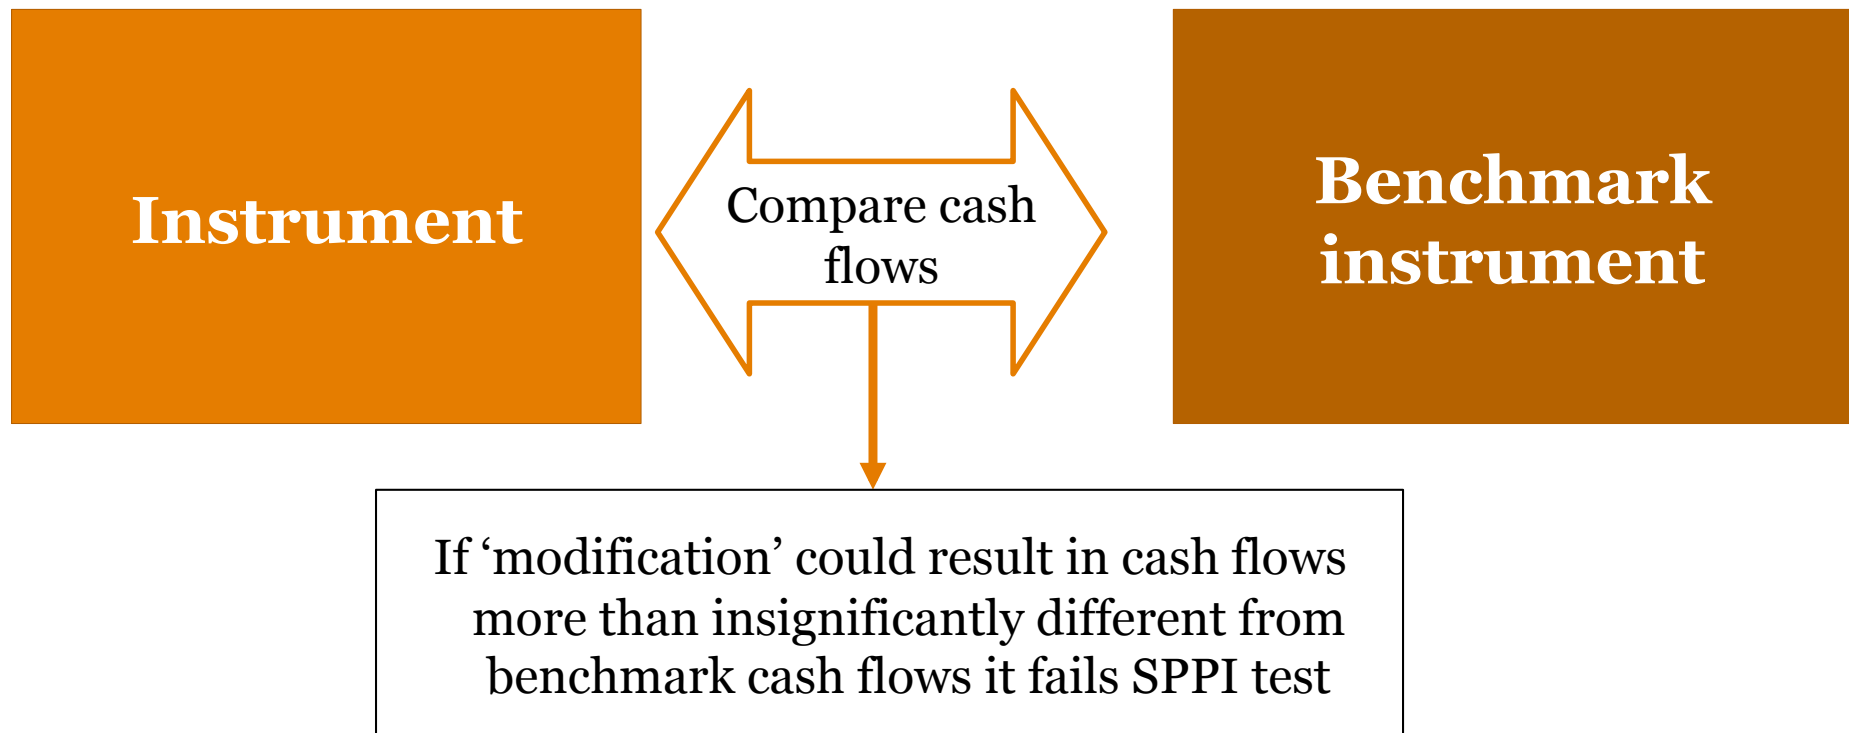 Instrument
Compare cash
flows
Benchmark
instrument
If ‘modification’ could result in cash flows
more than insignificantly different from
benchmark cash flows it fails SPPI test